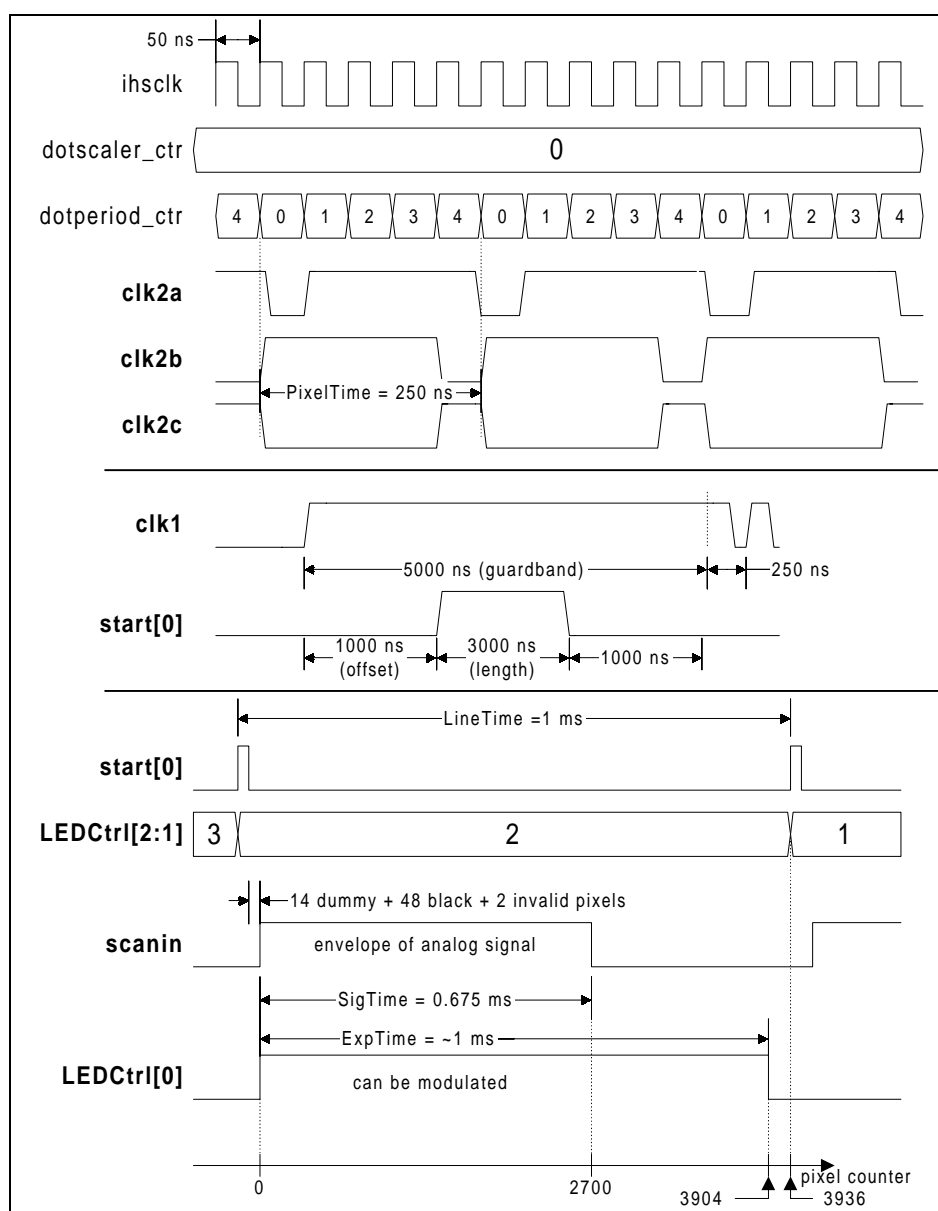 50 ns
ihsclk
dotscaler_ctr 0
dotperiod_ctr 4 0 1 2 3 4 0 1 2 3 4 0 1 2 3 4
clk2a
clk2b
PixelTime = 250 ns
clk2c
clk1
5000 ns (guardband) 250 ns
start[0]
1000 ns 3000 ns 1000 ns
(offset) (length)
LineTime =1 ms
start[0]
LEDCtrl[2:1] 3 2 1
14 dummy + 48 black + 2 invalid pixels
scanin envelope of analog signal
SigTime = 0.675 ms
ExpTime = ~1 ms
LEDCtrl[0] can be modulated
pixel counter
0 2700
3904 3936